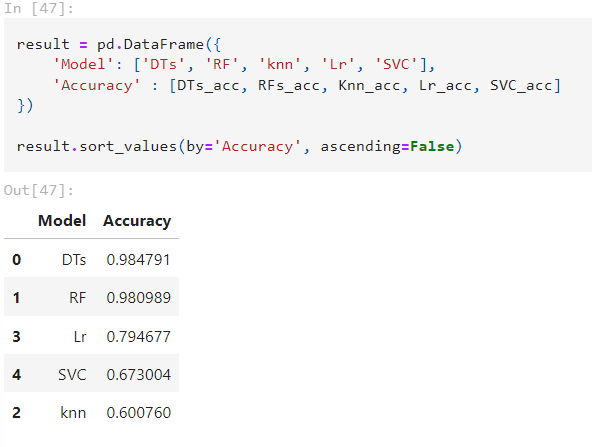 In [47]:
result = pd.DataFrame({
    'Model': ['DTs', 'RF', 'knn', 'Lr', 'SVC'],
    'Accuracy' : [DTs_acc, RFs_acc, Knn_acc, Lr_acc, SVC_acc]
})
result.sort_values(by='Accuracy', ascending=False)
Out[47]:
Model Accuracy
0 DTs 0.984791
1 RF 0.980989
3 Lr 0.794677
4 SVC 0.673004
2 knn 0.600760